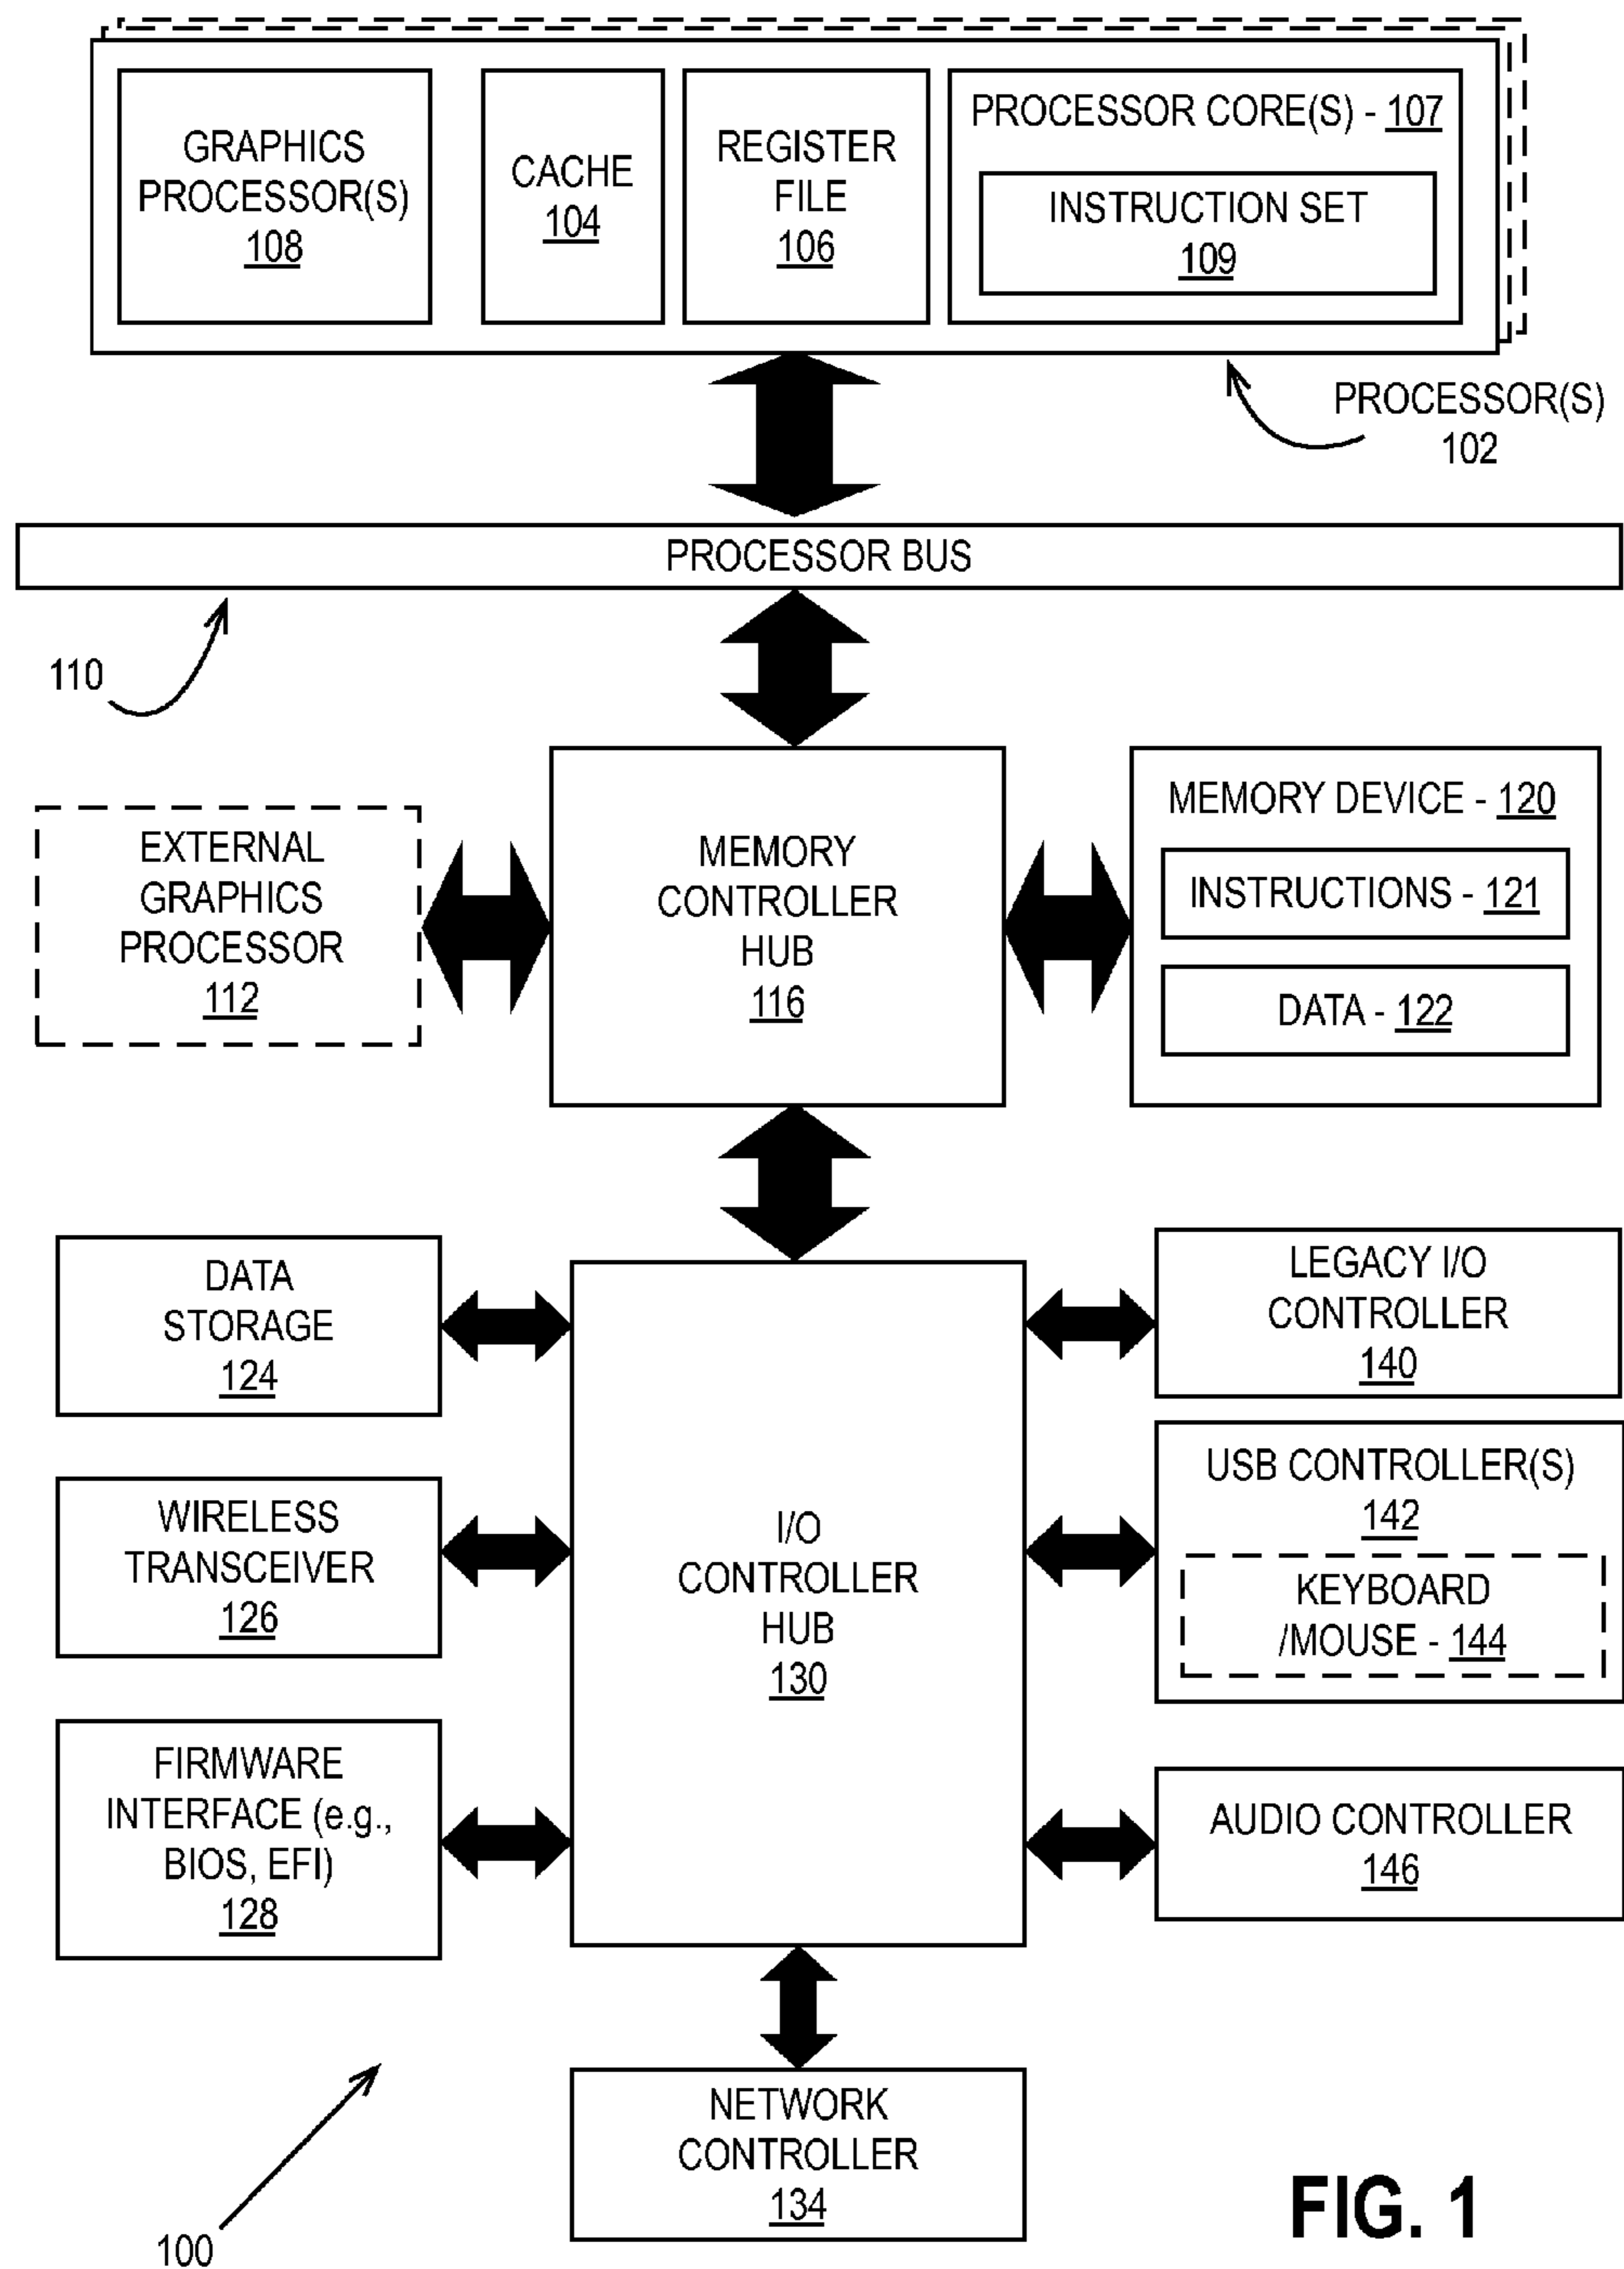 GRAPHICS
PROCESSOR(S)
108
CACHE
104
REGISTER
FILE
106
PROCESSOR CORE(S) - 107
INSTRUCTION SET
109
PROCESSOR(S)
102
PROCESSOR BUS
110
EXTERNAL
GRAPHICS
PROCESSOR
112
MEMORY
CONTROLLER
HUB
116
MEMORY DEVICE - 120
INSTRUCTIONS - 121
DATA - 122
DATA
STORAGE
124
WIRELESS
TRANSCEIVER
126
FIRMWARE
INTERFACE (e.g.,
BIOS, EFI)
128
I/O
CONTROLLER
HUB
130
LEGACY I/O
CONTROLLER
140
USB CONTROLLER(S)
142
KEYBOARD
/MOUSE - 144
AUDIO CONTROLLER
146
NETWORK
CONTROLLER
134
100
FIG. 1